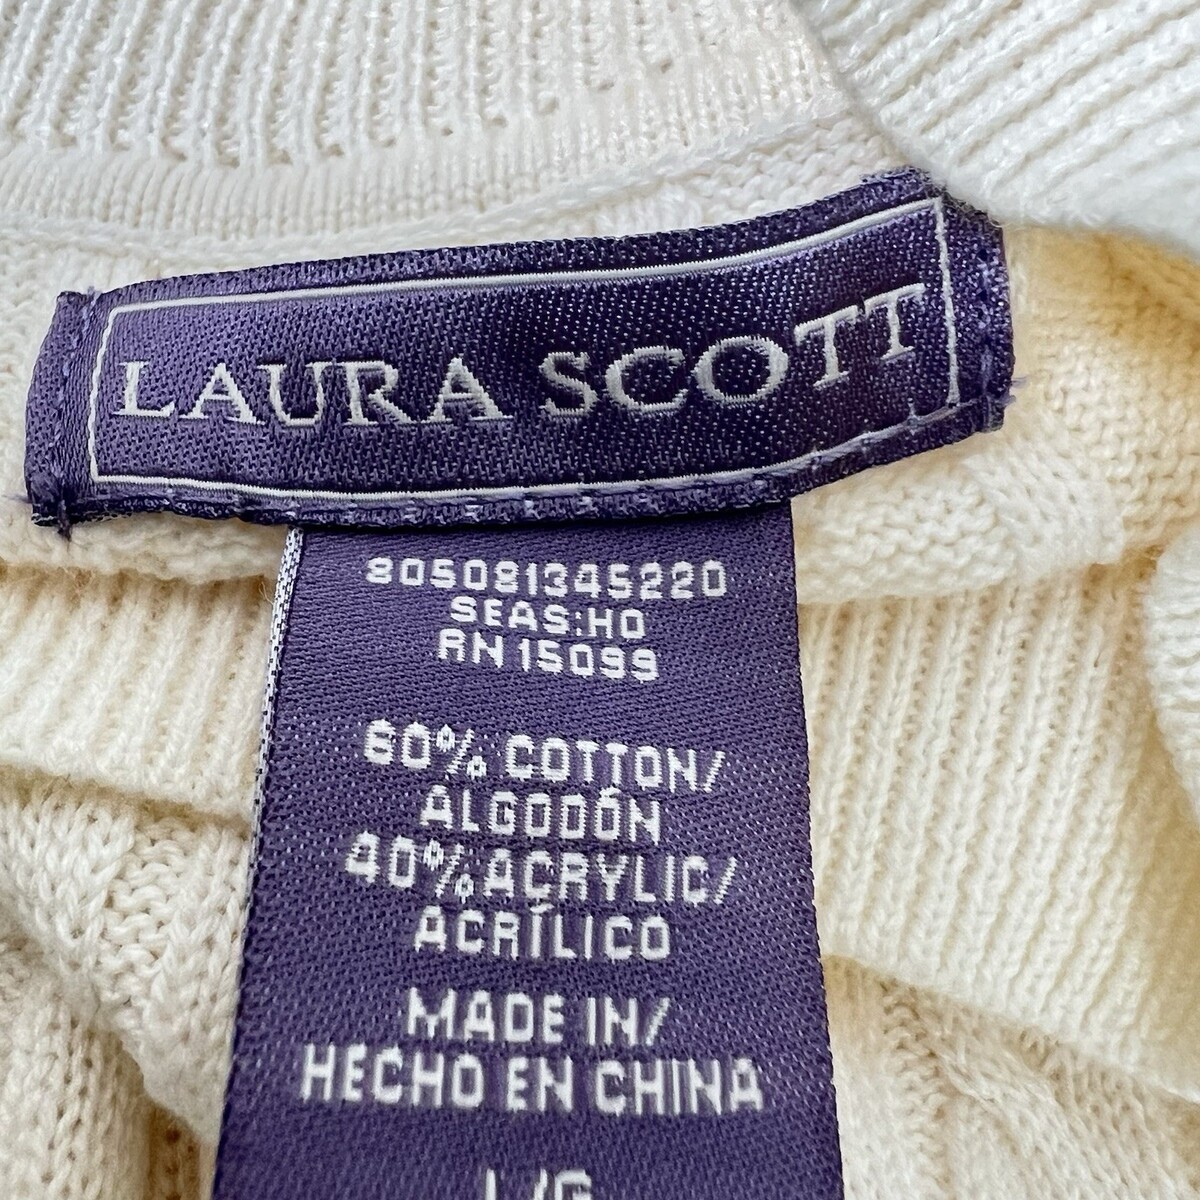 LAURA SCOTT
805081345220
SEAS:HO
RN 15099
60% COTTON/
ALGODÓN
40% ACRYLIC/
ACRÍLICO
MADE IN/
HECHO EN CHINA
L/G